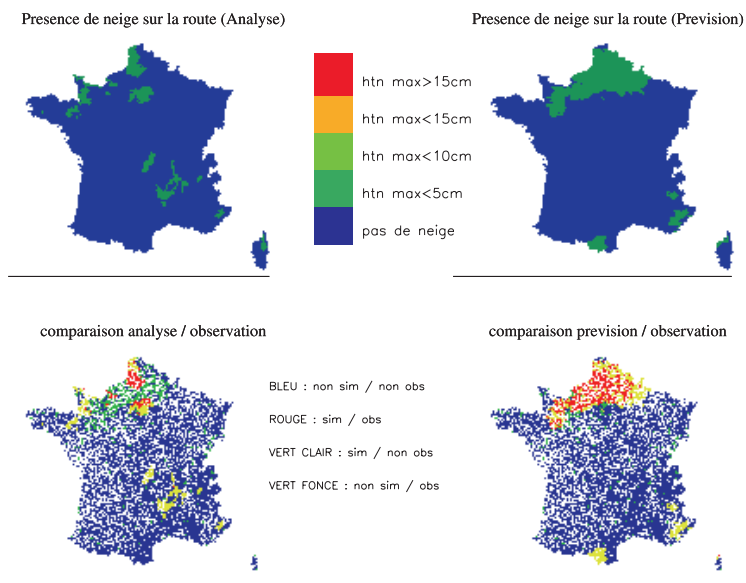 Presence de neige sur la route (Analyse)
Presence de neige sur la route (Prevision)
htn max>15cm
htn max<15cm
htn max<10cm
htn max<5cm
pas de neige
comparaison analyse / observation
comparaison prevision / observation
BLEU : non sim / non obs
ROUGE : sim / obs
VERT CLAIR : sim / non obs
VERT FONCE : non sim / obs